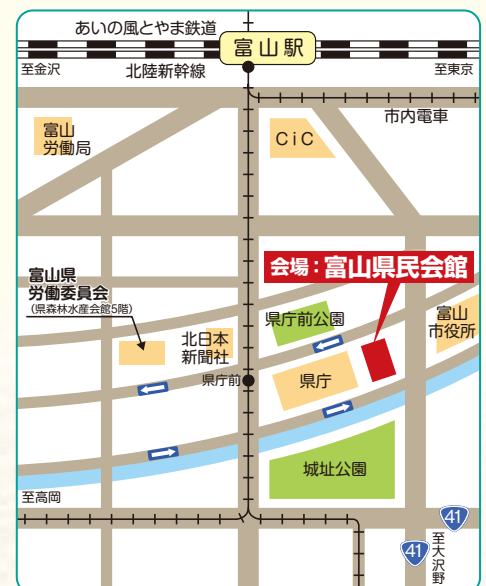 あいの風とやま鉄道
富山駅
至金沢
北陸新幹線
至東京
市内電車
富山
労働局
CiC
会場：富山県民会館
富山県
労働委員会
（県森林水産会館5階）
県庁前公園
富山
市役所
北日本
新聞社
県庁前
県庁
城址公園
至高岡
41
41
至大沢野